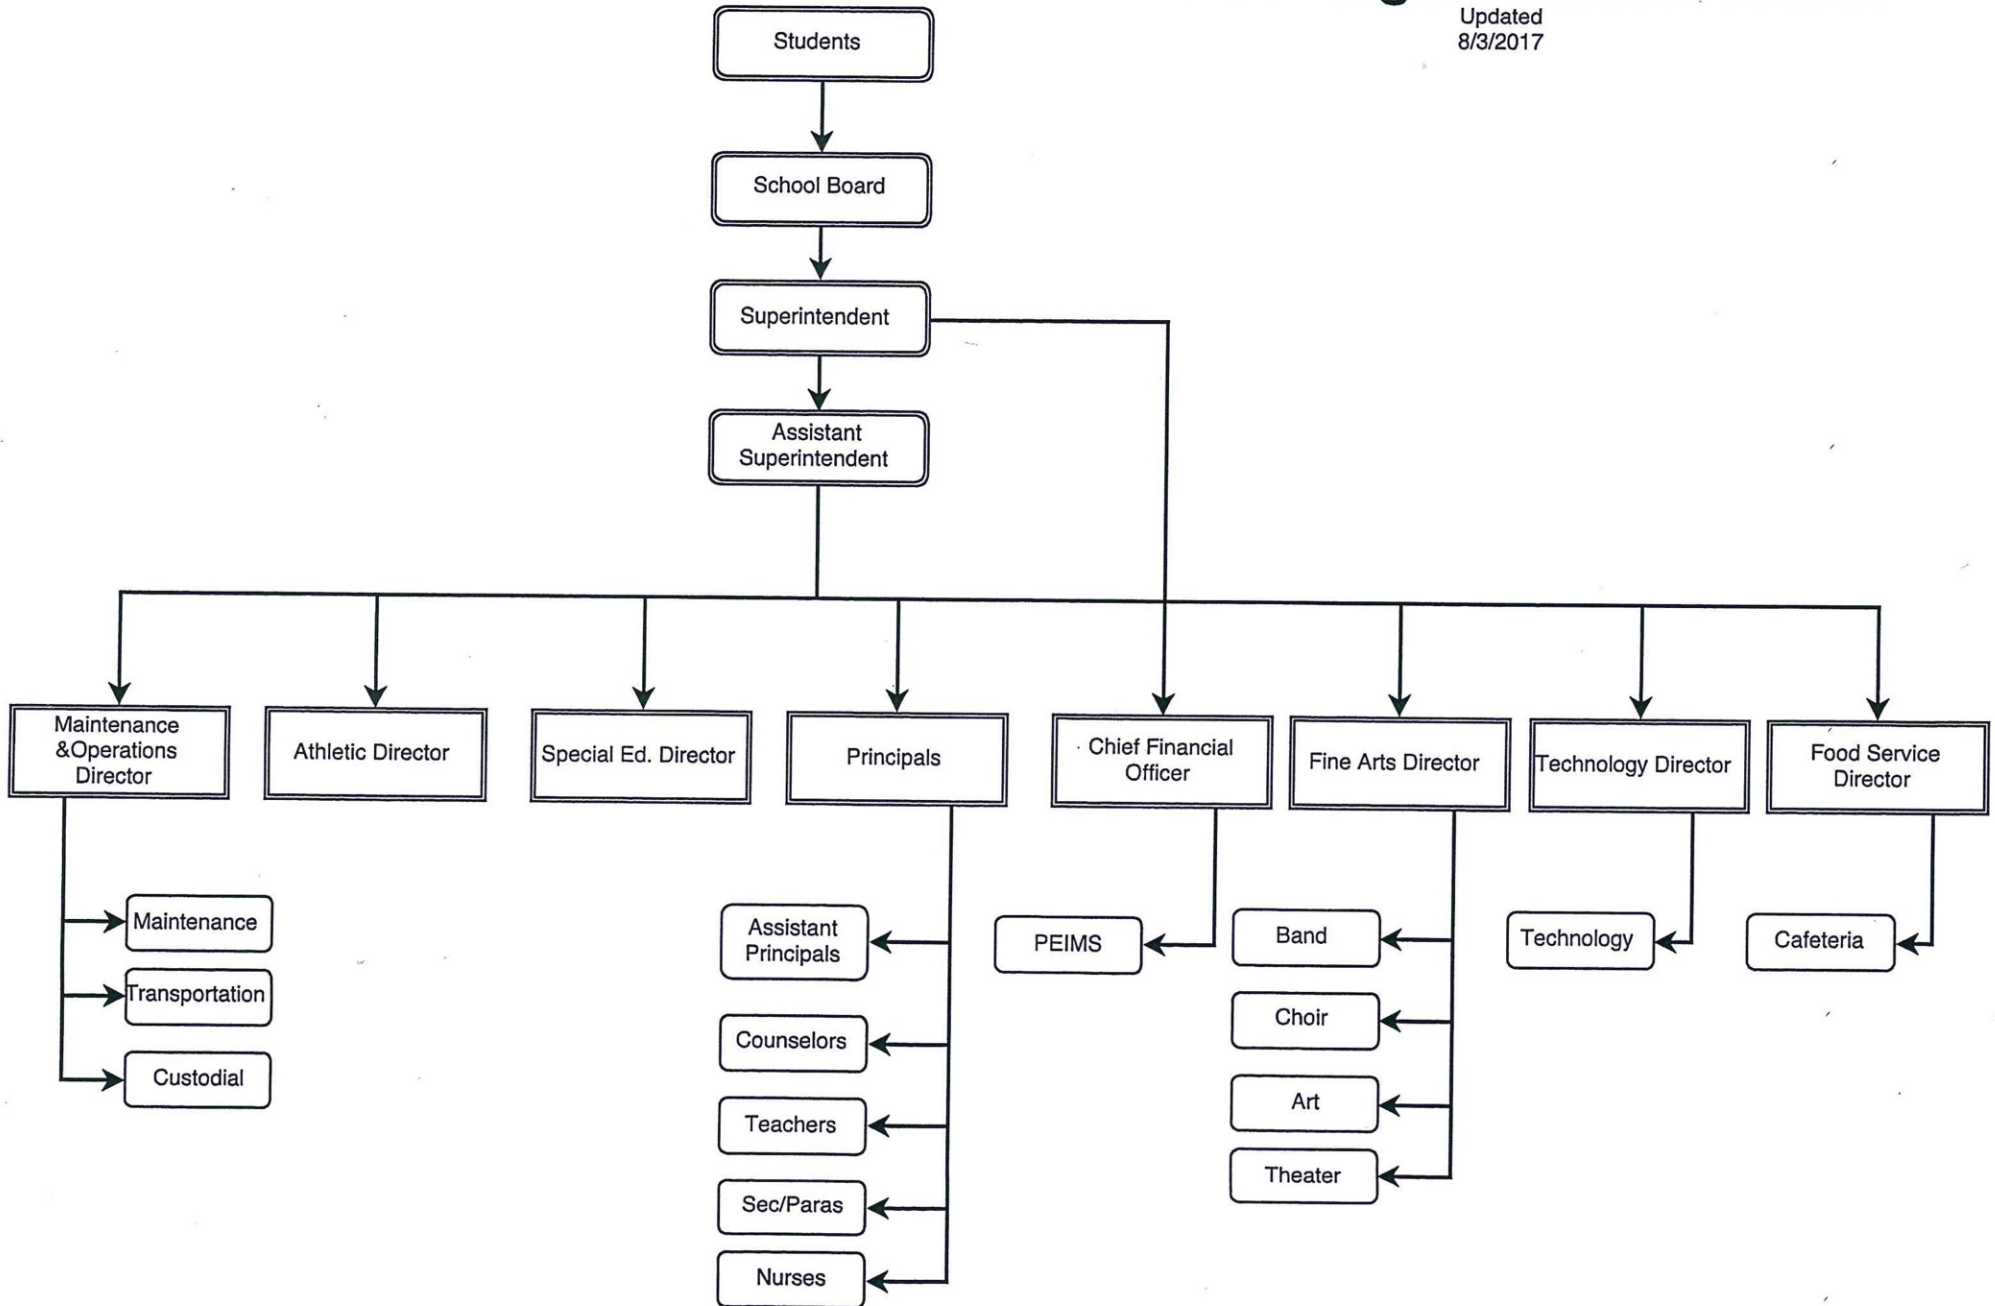 Updated
8/3/2017
Students
School Board
Superintendent
Assistant
Superintendent
Maintenance
&Operations
Director
Athletic Director
Special Ed. Director
Principals
Chief Financial
Officer
Fine Arts Director
Technology Director
Food Service
Director
Maintenance
Transportation
Custodial
Assistant
Principals
Counselors
Teachers
Sec/Paras
Nurses
PEIMS
Band
Choir
Art
Theater
Technology
Cafeteria